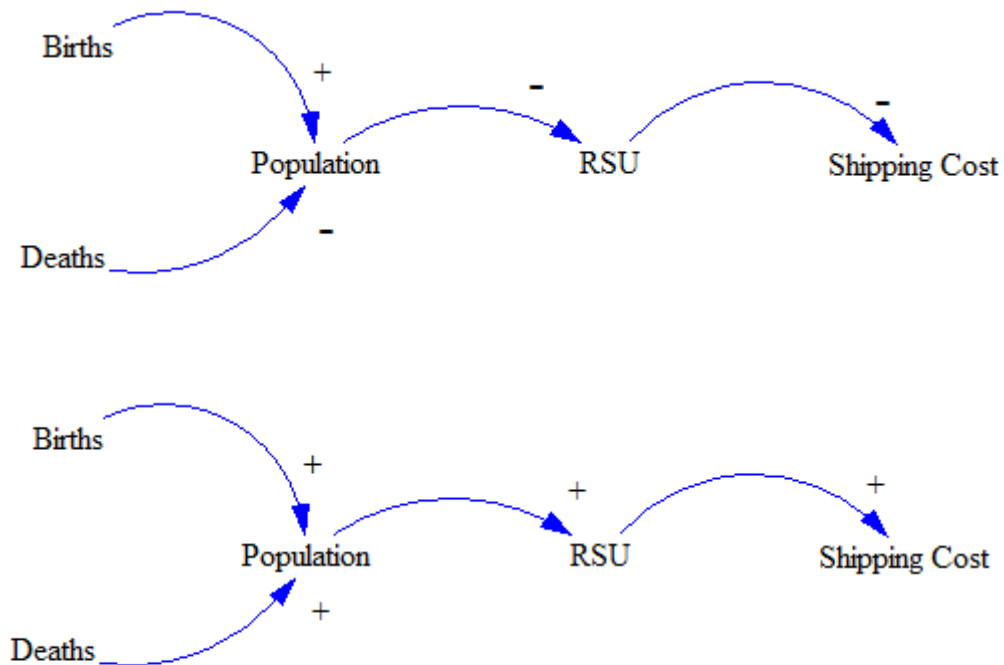 Births
+
-
-
Population
RSU
Shipping Cost
-
Deaths
Births
+
+
+
Population
RSU
Shipping Cost
+
Deaths